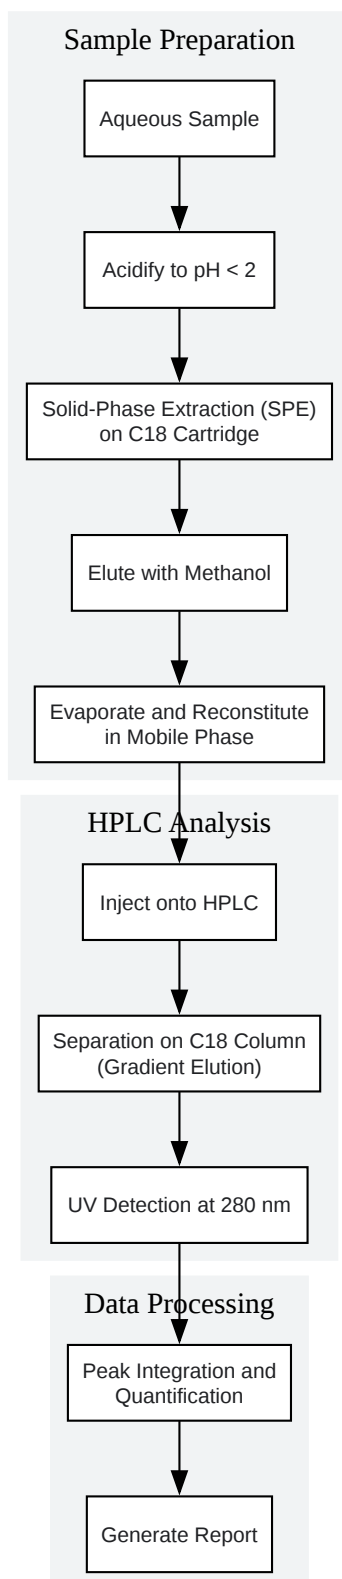 Sample Preparation
Aqueous Sample
Acidify to pH < 2
Solid-Phase Extraction (SPE)
on C18 Cartridge
Elute with Methanol
Evaporate and Reconstitute
in Mobile Phase
HPLC Analysis
Inject onto HPLC
Separation on C18 Column
(Gradient Elution)
UV Detection at 280 nm
Data Processing
Peak Integration and
Quantification
Generate Report